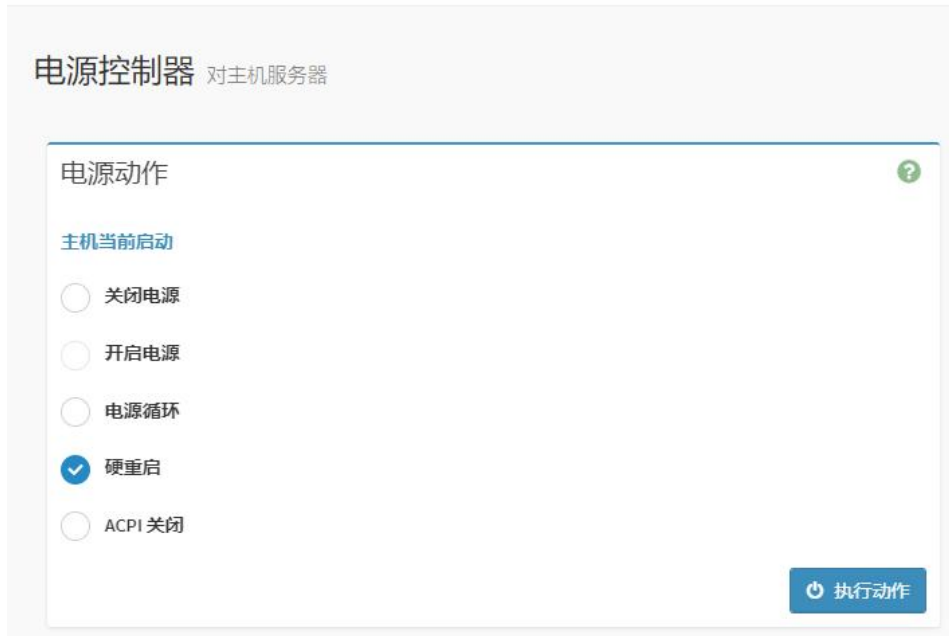 电源控制器 对主机服务器
电源动作
主机当前启动
关闭电源
开启电源
电源循环
硬重启
ACPI 关闭
执行动作